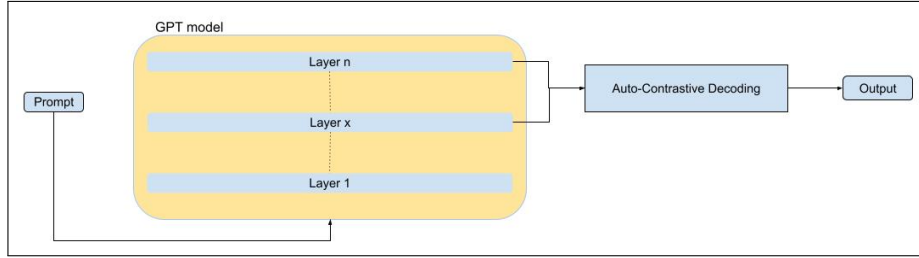 GPT model
Layer n
Prompt
Layer x
Layer 1
Auto-Contrastive Decoding
Output